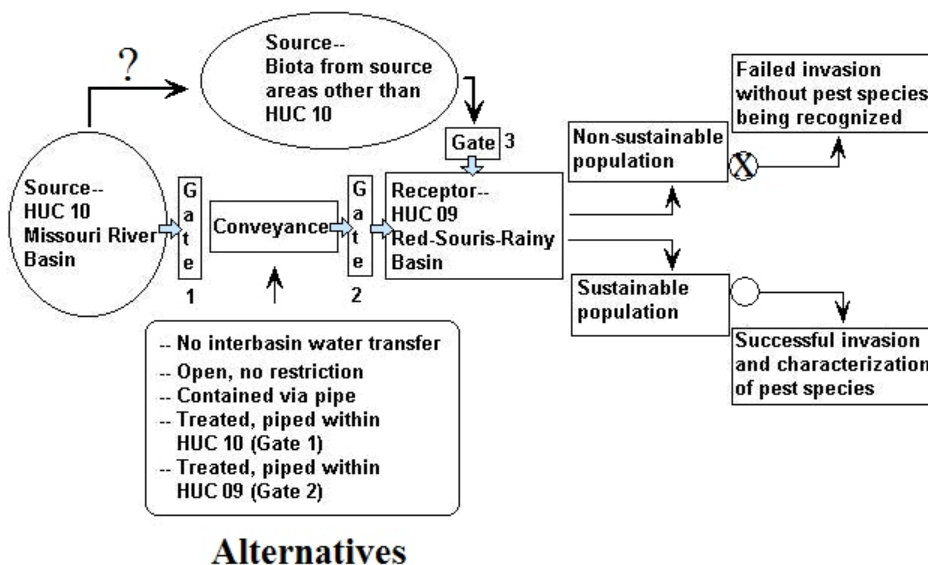 ?
Source--
Biota from source
areas other than
HUC 10
Gate 3
Source--
HUC 10
Missouri River
Basin
Gate
1
Conveyance
Gate
2
Receptor--
HUC 09
Red-Souris-Rainy
Basin
Non-sustainable
population
X
Failed invasion
without pest species
being recognized
Sustainable
population
Successful invasion
and characterization
of pest species
-- No interbasin water transfer
-- Open, no restriction
-- Contained via pipe
-- Treated, piped within
HUC 10 (Gate 1)
-- Treated, piped within
HUC 09 (Gate 2)
Alternatives